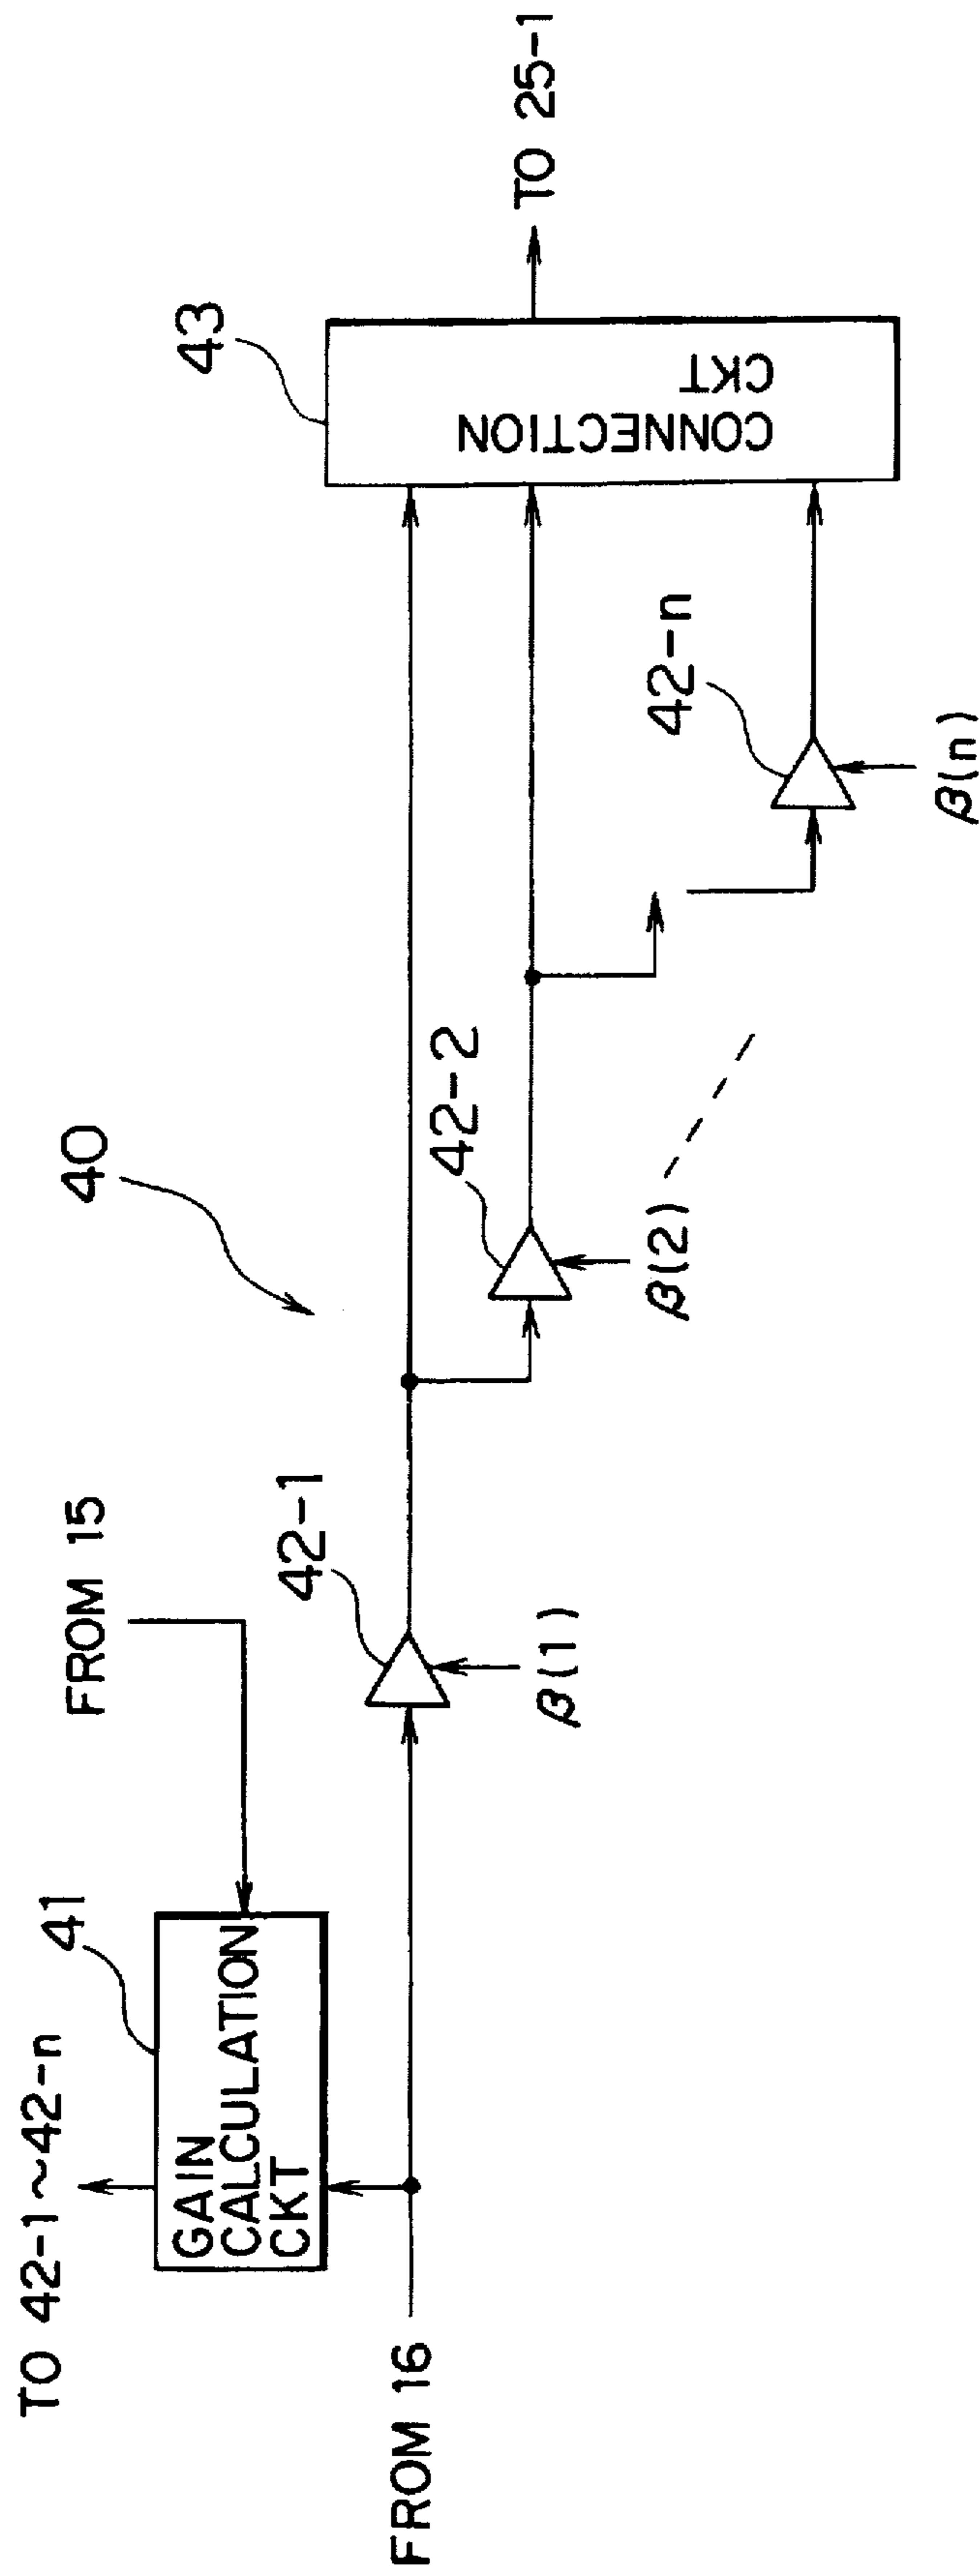 TO 42-1~42-n
41
GAIN
CALCULATION
CKT
FROM 15
FROM 16
42-1
β(1)
40
42-2
β(2)
42-n
β(n)
43
CONNECTION
CKT
TO 25-1